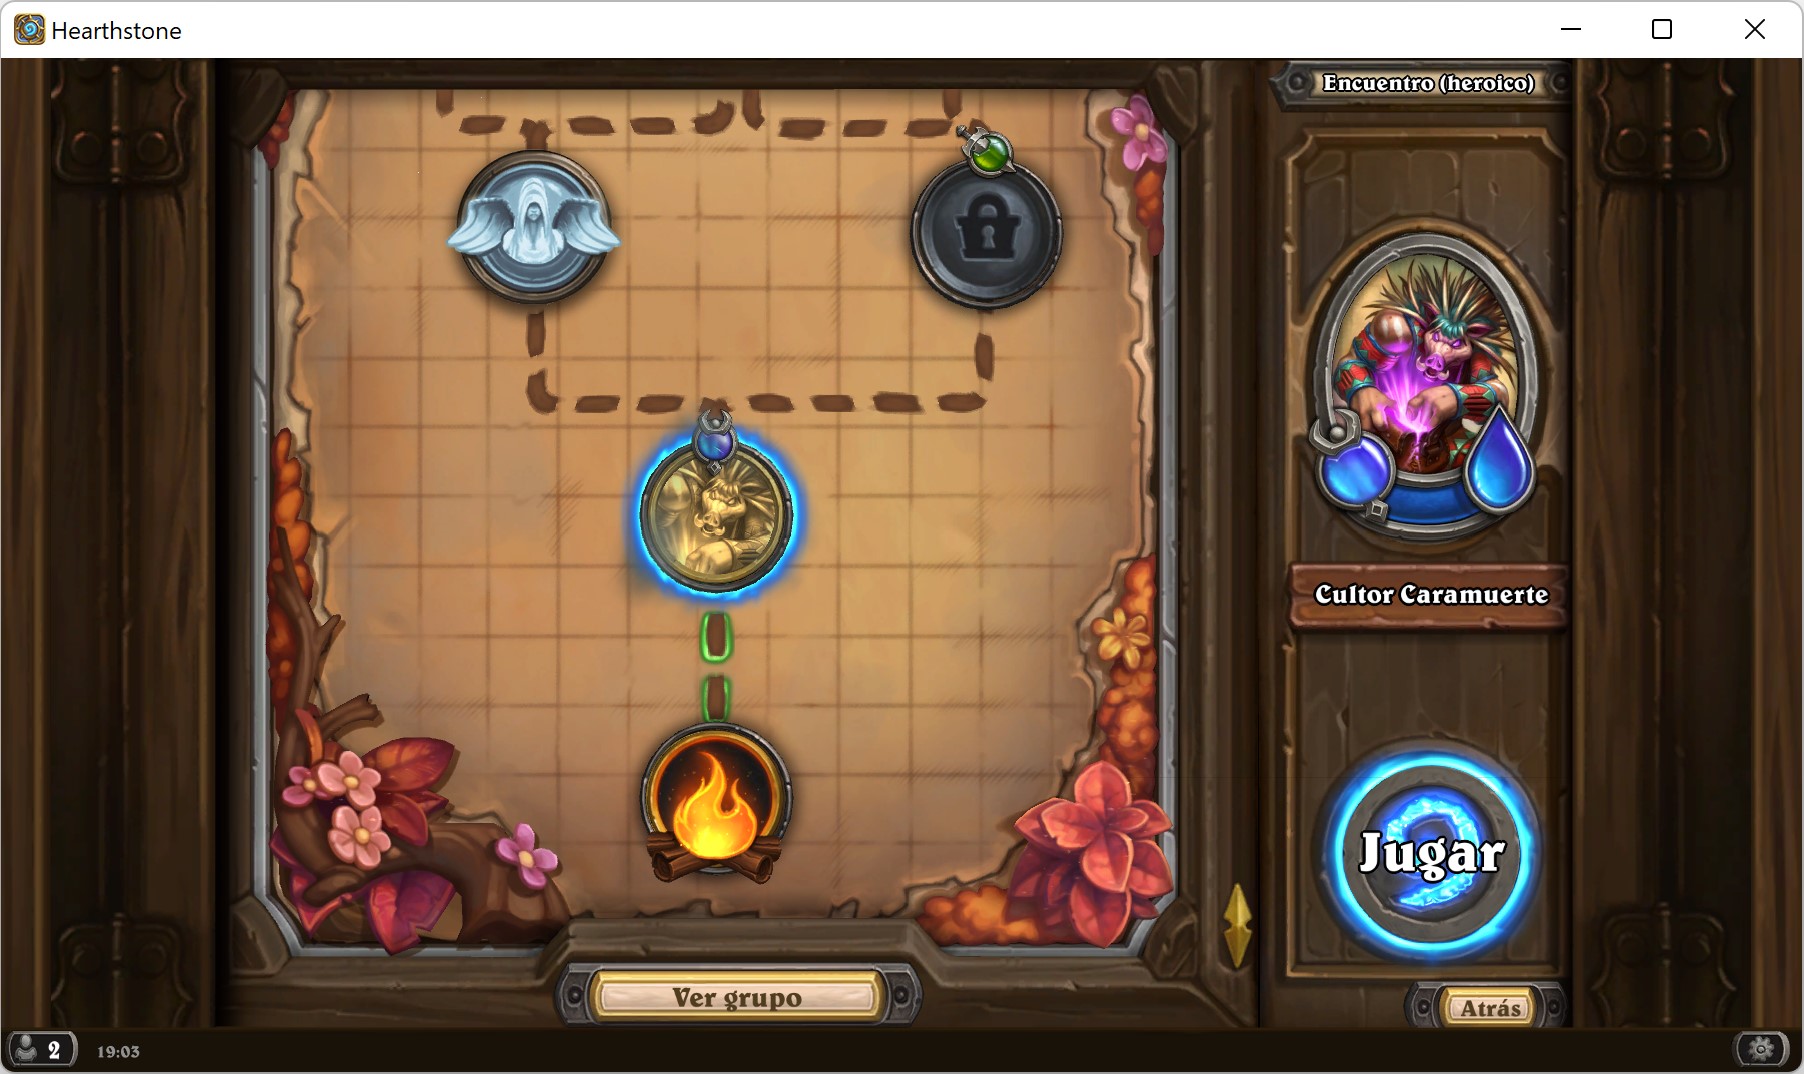 Hearthstone
Encuentro (heroico)
Cultor Caramuerte
Jugar
Ver grupo
Atrás
2
19:03